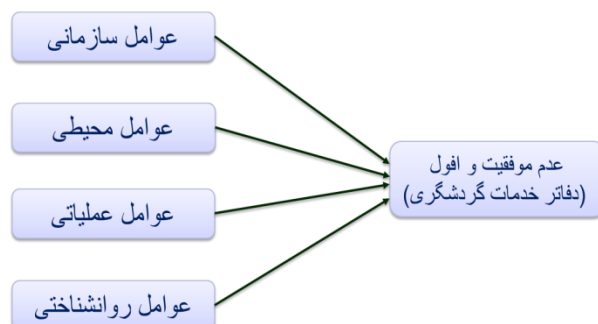 عوامل سازمانی
عوامل محیطی
عوامل عملیاتی
عوامل روانشناختی
عدم موفقیت و افول
(دفاتر خدمات گردشگری)